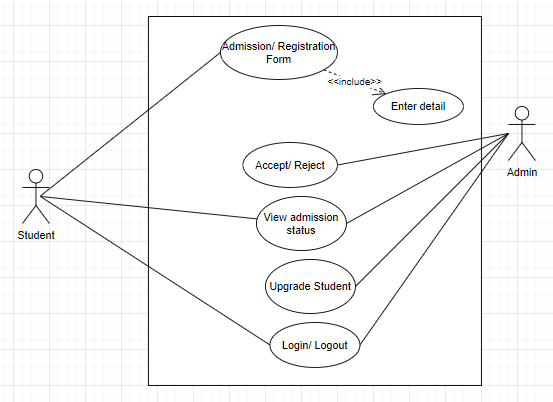 Admission/ Registration
Form
<<include>>
Enter detail
Accept/ Reject
Admin
View admission
status
Student
Upgrade Student
Login/ Logout